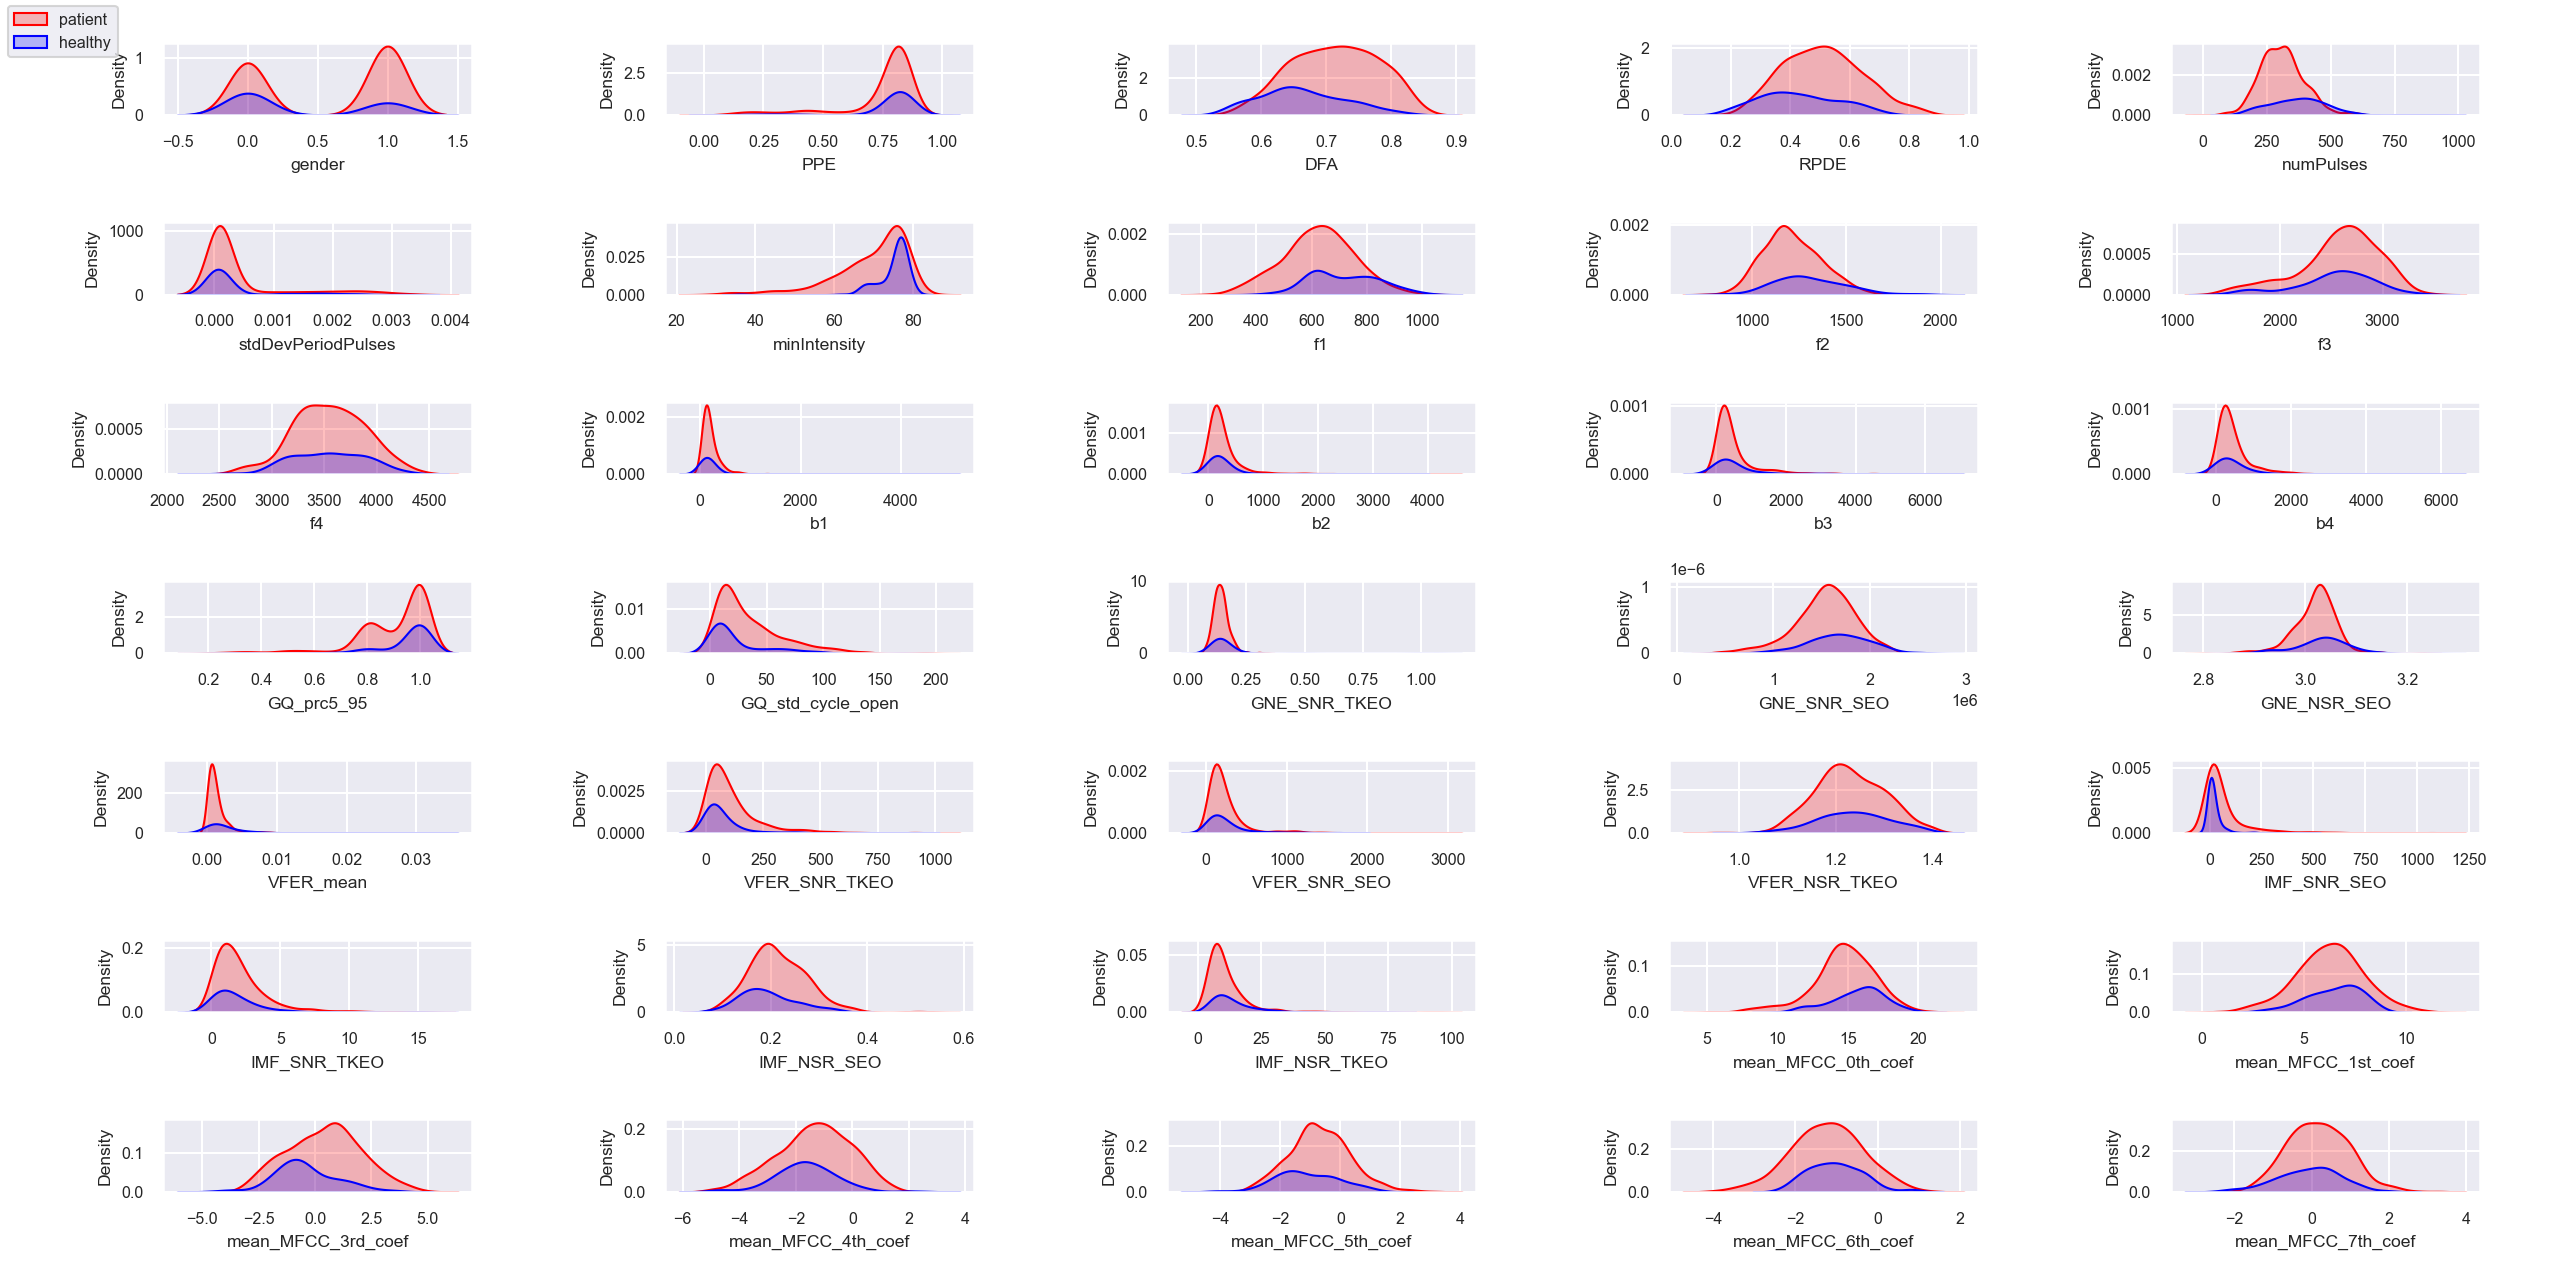 patient
healthy
Density
1
0
−0.5 0.0 0.5 1.0 1.5
gender
Density
2.5
0.0
0.00 0.25 0.50 0.75 1.00
PPE
Density
2
0
0.5 0.6 0.7 0.8 0.9
DFA
Density
2
0
0.0 0.2 0.4 0.6 0.8 1.0
RPDE
Density
0.002
0.000
0 250 500 750 1000
numPulses
Density
1000
0
0.000 0.001 0.002 0.003 0.004
stdDevPeriodPulses
Density
0.025
0.000
20 40 60 80
minIntensity
Density
0.002
0.000
200 400 600 800 1000
f1
Density
0.002
0.000
1000 1500 2000
f2
Density
0.0005
0.0000
1000 2000 3000
f3
Density
0.0005
0.0000
2000 2500 3000 3500 4000 4500
f4
Density
0.002
0.000
0 2000 4000
b1
Density
0.001
0.000
0 1000 2000 3000 4000
b2
Density
0.001
0.000
0 2000 4000 6000
b3
Density
0.001
0.000
0 2000 4000 6000
b4
Density
2
0
0.2 0.4 0.6 0.8 1.0
GQ_prc5_95
Density
0.01
0.00
0 50 100 150 200
GQ_std_cycle_open
Density
10
0
0.00 0.25 0.50 0.75 1.00
GNE_SNR_TKEO
1e−6
Density
1
0
0 1 2 3
1e6
GNE_SNR_SEO
Density
5
0
2.8 3.0 3.2
GNE_NSR_SEO
Density
200
0
0.00 0.01 0.02 0.03
VFER_mean
Density
0.0025
0.0000
0 250 500 750 1000
VFER_SNR_TKEO
Density
0.002
0.000
0 1000 2000 3000
VFER_SNR_SEO
Density
2.5
0.0
1.0 1.2 1.4
VFER_NSR_TKEO
Density
0.005
0.000
0 250 500 750 1000 1250
IMF_SNR_SEO
Density
0.2
0.0
0 5 10 15
IMF_SNR_TKEO
Density
5
0
0.0 0.2 0.4 0.6
IMF_NSR_SEO
Density
0.05
0.00
0 25 50 75 100
IMF_NSR_TKEO
Density
0.1
0.0
5 10 15 20
mean_MFCC_0th_coef
Density
0.1
0.0
0 5 10
mean_MFCC_1st_coef
Density
0.1
0.0
−5.0 −2.5 0.0 2.5 5.0
mean_MFCC_3rd_coef
Density
0.2
0.0
−6 −4 −2 0 2 4
mean_MFCC_4th_coef
Density
0.2
0.0
−4 −2 0 2 4
mean_MFCC_5th_coef
Density
0.2
0.0
−4 −2 0 2
mean_MFCC_6th_coef
Density
0.2
0.0
−2 0 2 4
mean_MFCC_7th_coef